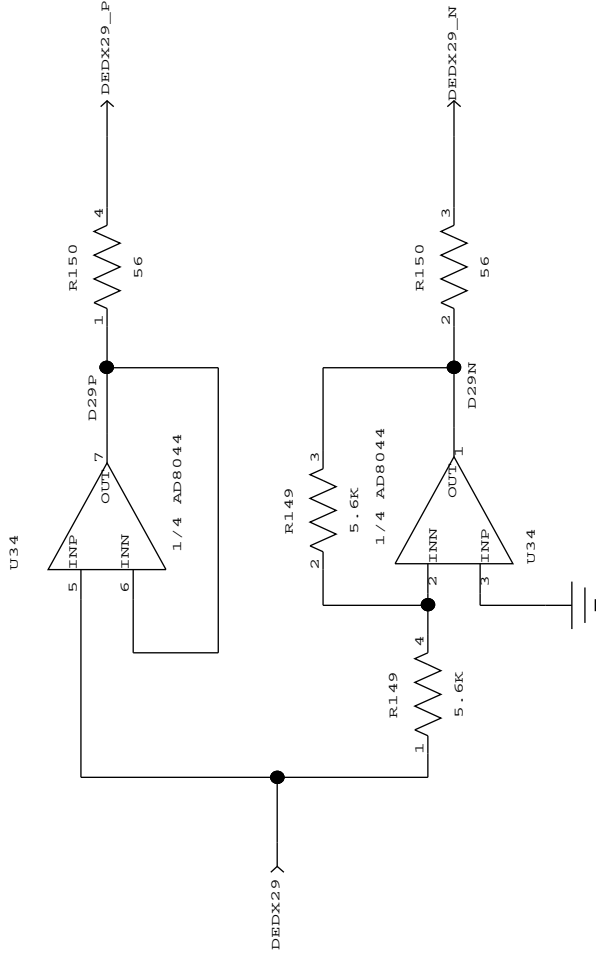 DEDX29_P
DEDX29_N
4
R150
56
1
3
R150
56
2
D29P
D29N
7
OUT
1/4 AD8044
U34
INP
INN
5
6
3
R149
5.6K
2
1/4 AD8044
1
OUT
INN
INP
U34
2
3
4
R149
5.6K
1
DEDX29